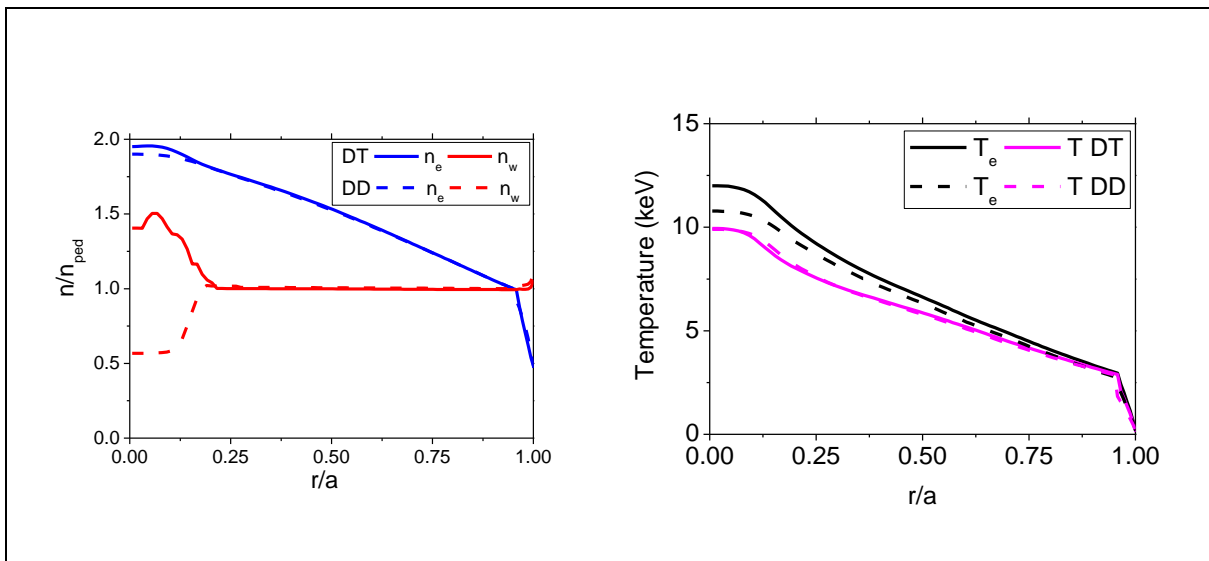 2.0
1.5
1.0
0.5
0.0
n/n_ped
DT n_e n_w
DD n_e n_w
0.00 0.25 0.50 0.75 1.00
r/a
15
10
5
0
Temperature (keV)
T_e T DT
T_e T DD
0.00 0.25 0.50 0.75 1.00
r/a